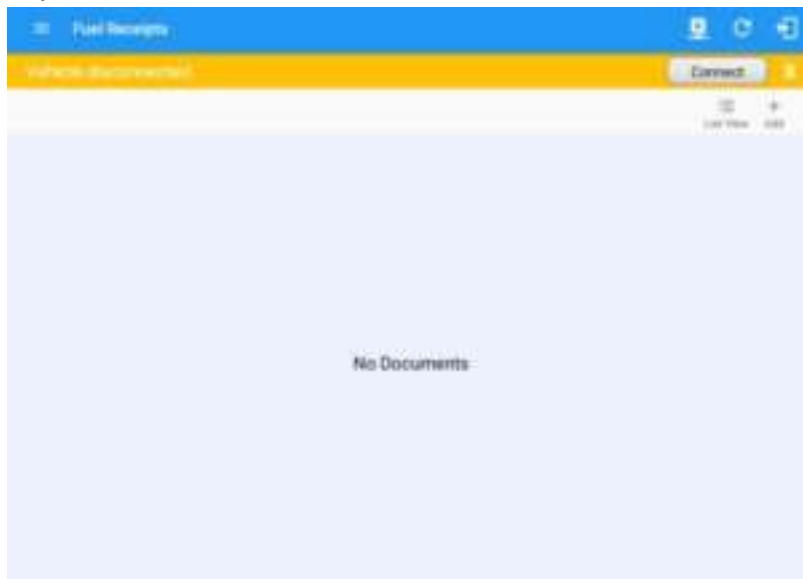 Fuel Receipts
Vehicle disconnected
Connect
List View Add
No Documents